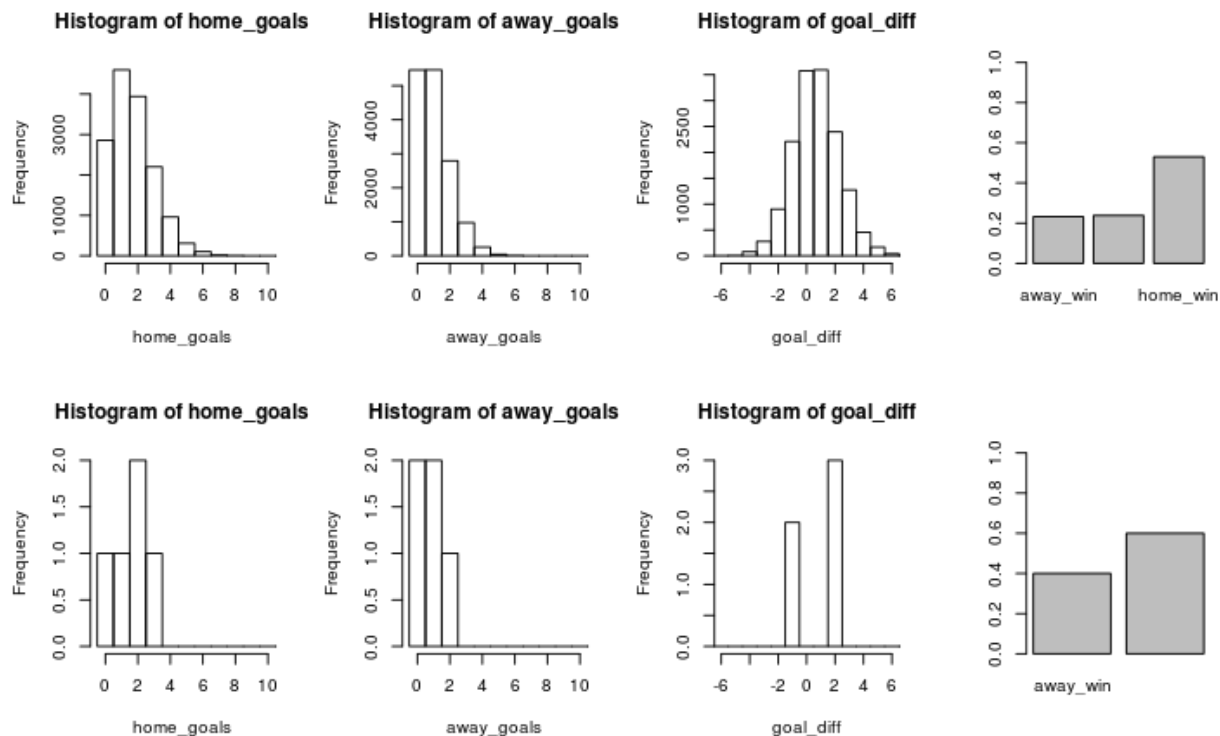 Histogram of home_goals
Frequency
0
1000
3000
0 2 4 6 8 10
home_goals
Histogram of away_goals
Frequency
0
2000
4000
0 2 4 6 8 10
away_goals
Histogram of goal_diff
Frequency
0
1000
2500
-6 -2 0 2 4 6
goal_diff
0.0
0.2
0.4
0.6
0.8
1.0
away_win home_win
Histogram of home_goals
Frequency
0.0
0.5
1.0
1.5
2.0
0 2 4 6 8 10
home_goals
Histogram of away_goals
Frequency
0.0
0.5
1.0
1.5
2.0
0 2 4 6 8 10
away_goals
Histogram of goal_diff
Frequency
0.0
1.0
2.0
3.0
-6 -2 0 2 4 6
goal_diff
0.0
0.2
0.4
0.6
0.8
1.0
away_win